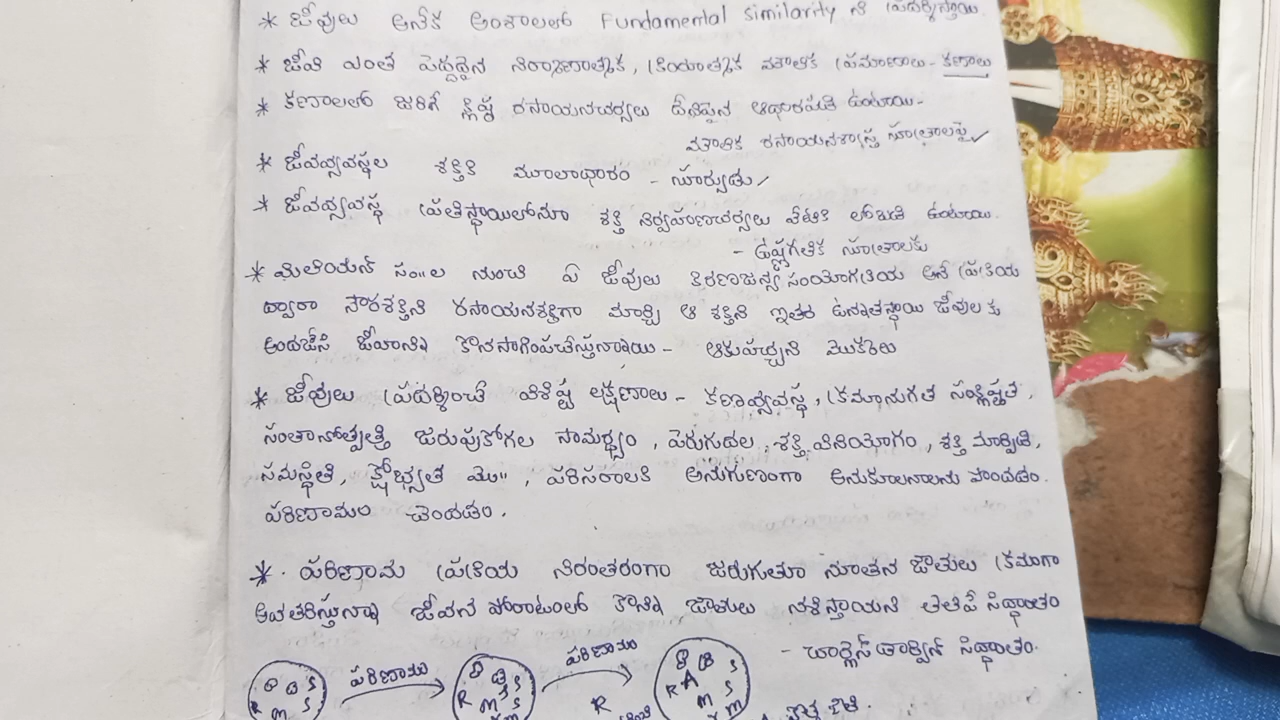 * జీవులు అనేక అంశాలలో Fundamental Similarity ని ప్రదర్శిస్తాయి.
* జీవి ఎంత పెద్దదైన నిర్మాణాత్మక, క్రియాత్మక మౌలిక ప్రమాణాలు - కణాలు
* కణాలలో జరిగే క్లిష్ట రసాయనచర్యలు దేనిపైన ఆధారపడి ఉంటాయి -
మౌలిక రసాయనశాస్త్ర సూత్రాలపై
* జీవవ్యవస్థల శక్తికి మూలాధారం - సూర్యుడు
* జీవవ్యవస్థ ప్రతిస్థాయిలోనూ శక్తి నిర్వహణాచర్యలు వేటికి లోబడి ఉంటాయి.
- ఉష్ణగతిక సూత్రాలకు
* మిలియన్ సం॥ల నుంచి ఏ జీవులు కిరణజన్య సంయోగక్రియ అనే ప్రక్రియ
ద్వారా సౌరశక్తిని రసాయనశక్తిగా మార్చి ఆ శక్తిని ఇతర ఉన్నతస్థాయి జీవులకు
అందజేసి జీవాన్ని కొనసాగింపచేస్తున్నాయి - ఆకుపచ్చని మొక్కలు
* జీవులు ప్రదర్శించే విశిష్ట లక్షణాలు - కణవ్యవస్థ, క్రమానుగత సంక్లిష్టత,
సంతానోత్పత్తి జరుపుకోగల సామర్థ్యం, పెరుగుదల, శక్తి వినియోగం, శక్తి మార్పిడి,
సమస్థితి, క్షోభ్యత మొ॥, పరిసరాలకి అనుగుణంగా అనుకూలనాలను పొందడం.
పరిణామం చెందడం.
* పరిణామ ప్రక్రియ నిరంతరంగా జరుగుతూ నూతన జాతులు క్రమంగా
అవతరిస్తున్నా జీవన పోరాటంలో కొన్ని జాతులు నశిస్తాయని తెలిపే సిద్ధాంతం
- చార్లెస్ డార్విన్ సిద్ధాంతం.
పరిణామం పరిణామం
R M S R M S R A B M S
R